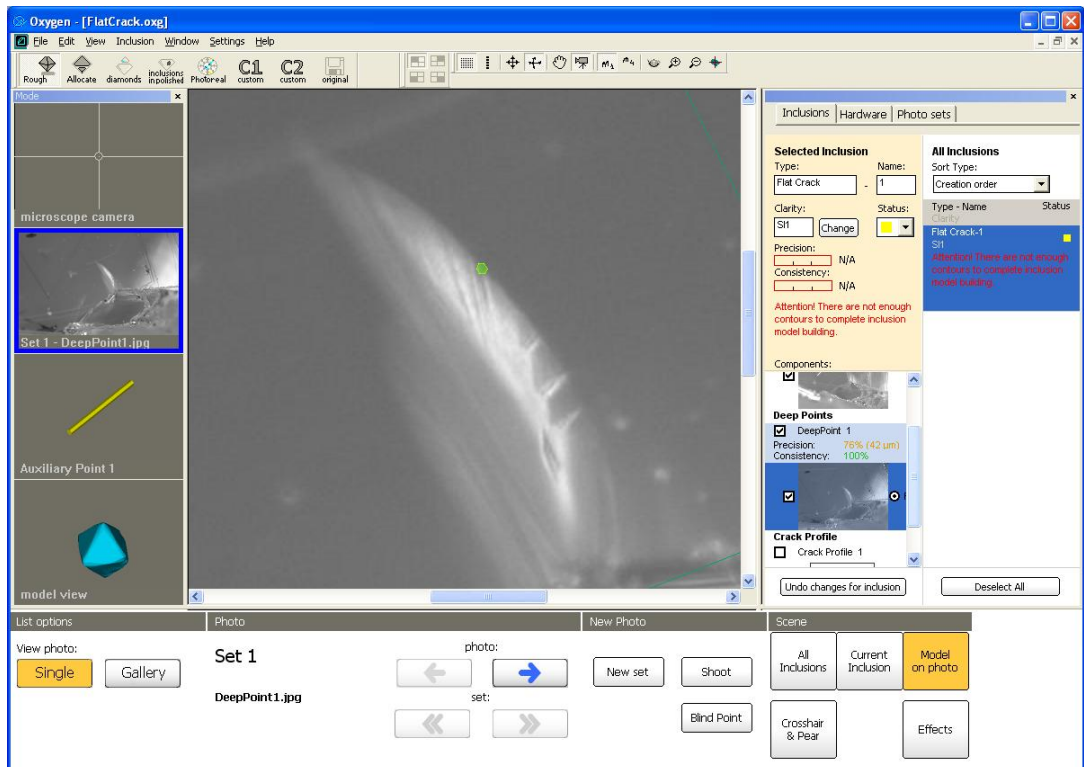 Oxygen - [FlatCrack.oxg]
File Edit View Inclusion Window Settings Help
Rough Allocate diamonds inclusions inpolished Photoreal C1 custom C2 custom original
Mode
microscope camera
Set 1 - DeepPoint1.jpg
Auxiliary Point 1
model view
Inclusions Hardware Photo sets
Selected Inclusion
Type: Name:
Flat Crack - 1
Clarity: Status:
SI1 Change
Precision:
N/A
Consistency:
N/A
Attention! There are not enough
contours to complete inclusion
model building.
Components:
Deep Points
DeepPoint 1
Precision: 76% (42 µm)
Consistency: 100%
Crack Profile
Crack Profile 1
Undo changes for inclusion
All Inclusions
Sort Type:
Creation order
Type - Name Status
Clarity
Flat Crack-1
SI1
Attention! There are not enough
contours to complete inclusion
model building.
Deselect All
List options
View photo:
Single Gallery
Photo
Set 1
DeepPoint1.jpg
photo:
set:
New Photo
New set Shoot
Blind Point
Scene
All Inclusions
Current Inclusion
Model on photo
Crosshair & Pear
Effects